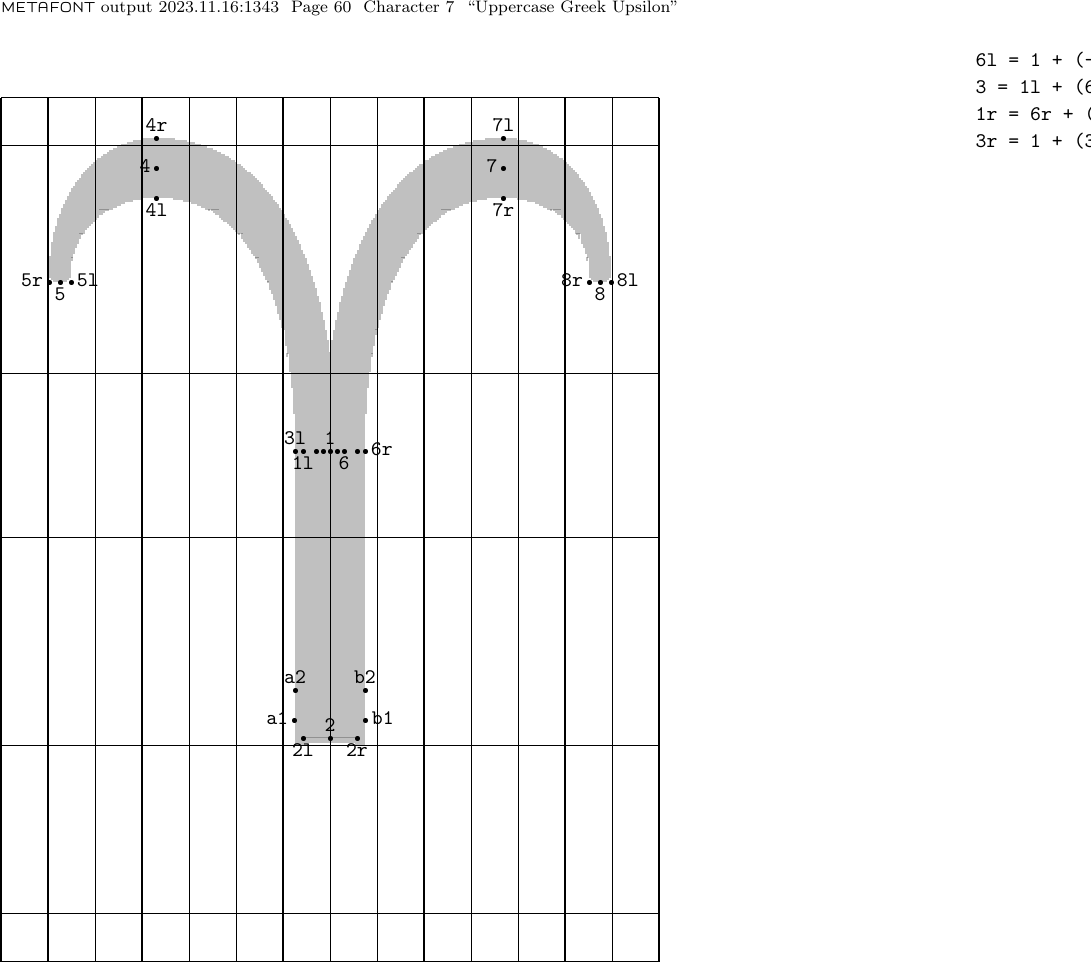 METAFONT output 2023.11.16:1343 Page 60 Character 7 “Uppercase Greek Upsilon”
6l = 1 + (-
3 = 1l + (6
1r = 6r + (
3r = 1 + (3
4r 7l
4 7
4l 7r
5r 5l 8r 8l
5 8
3l 1
6r
1l 6
a2 b2
a1 2 b1
2l 2r